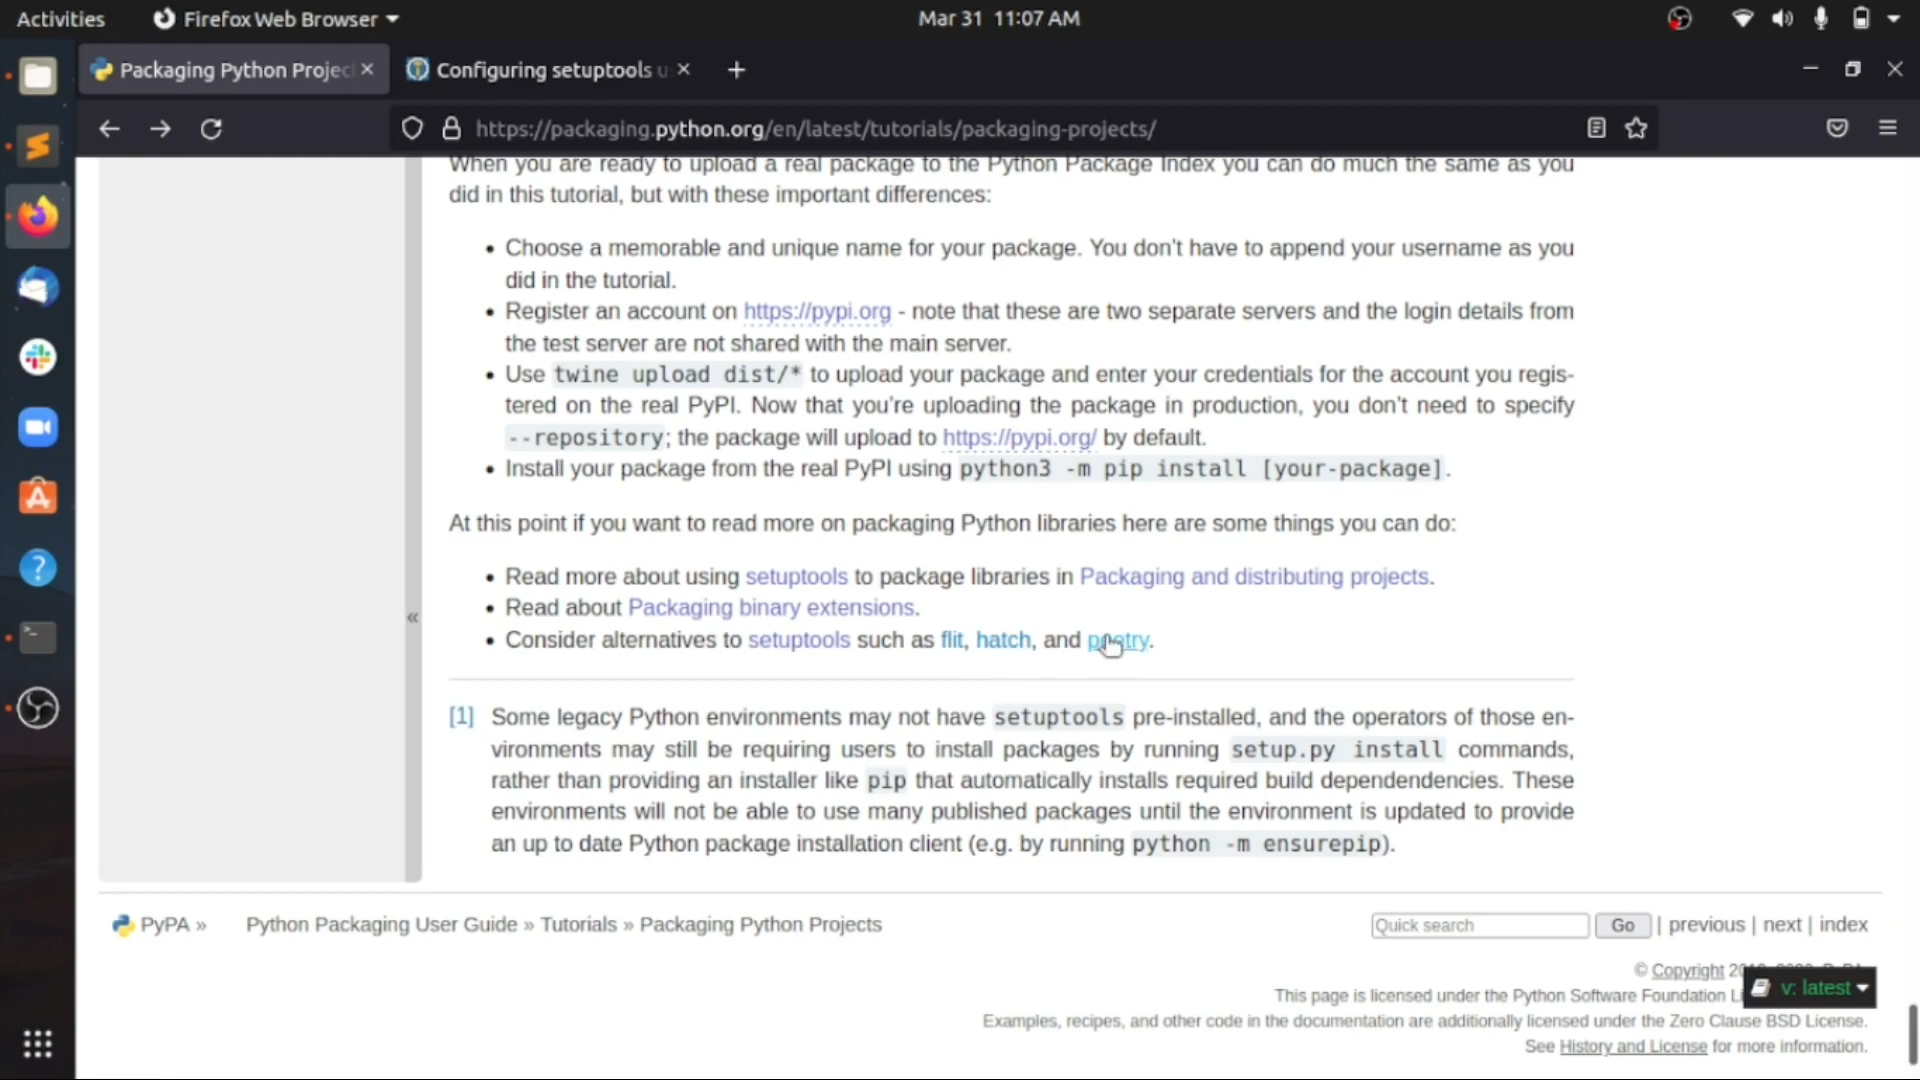 Activities
Firefox Web Browser
Mar 31 11:07 AM
Packaging Python Project
Configuring setuptools u
https://packaging.python.org/en/latest/tutorials/packaging-projects/
When you are ready to upload a real package to the Python Package Index you can do much the same as you
did in this tutorial, but with these important differences:
• Choose a memorable and unique name for your package. You don't have to append your username as you
did in the tutorial.
• Register an account on https://pypi.org - note that these are two separate servers and the login details from
the test server are not shared with the main server.
• Use twine upload dist/* to upload your package and enter your credentials for the account you regis-
tered on the real PyPI. Now that you're uploading the package in production, you don't need to specify
--repository; the package will upload to https://pypi.org/ by default.
• Install your package from the real PyPI using python3 -m pip install [your-package].
At this point if you want to read more on packaging Python libraries here are some things you can do:
• Read more about using setuptools to package libraries in Packaging and distributing projects.
• Read about Packaging binary extensions.
• Consider alternatives to setuptools such as flit, hatch, and poetry.
«
[1] Some legacy Python environments may not have setuptools pre-installed, and the operators of those en-
vironments may still be requiring users to install packages by running setup.py install commands,
rather than providing an installer like pip that automatically installs required build dependendencies. These
environments will not be able to use many published packages until the environment is updated to provide
an up to date Python package installation client (e.g. by running python -m ensurepip).
PyPA » Python Packaging User Guide » Tutorials » Packaging Python Projects
Quick search Go | previous | next | index
© Copyright
v: latest
This page is licensed under the Python Software Foundation
Examples, recipes, and other code in the documentation are additionally licensed under the Zero Clause BSD License.
See History and License for more information.